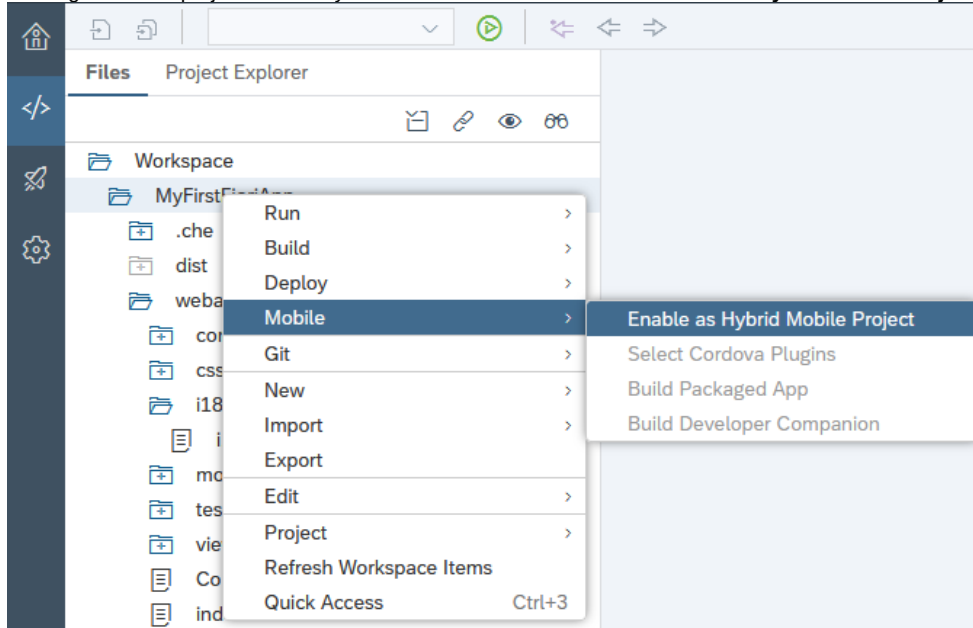 Files Project Explorer
Workspace
MyFirstFioriApp
Run
.che
Build
dist
Deploy
weba
Mobile
Enable as Hybrid Mobile Project
cor
Git
Select Cordova Plugins
css
New
Build Packaged App
i18
Import
Build Developer Companion
i
Export
mo
Edit
tes
Project
vie
Refresh Workspace Items
Co
Quick Access Ctrl+3
ind